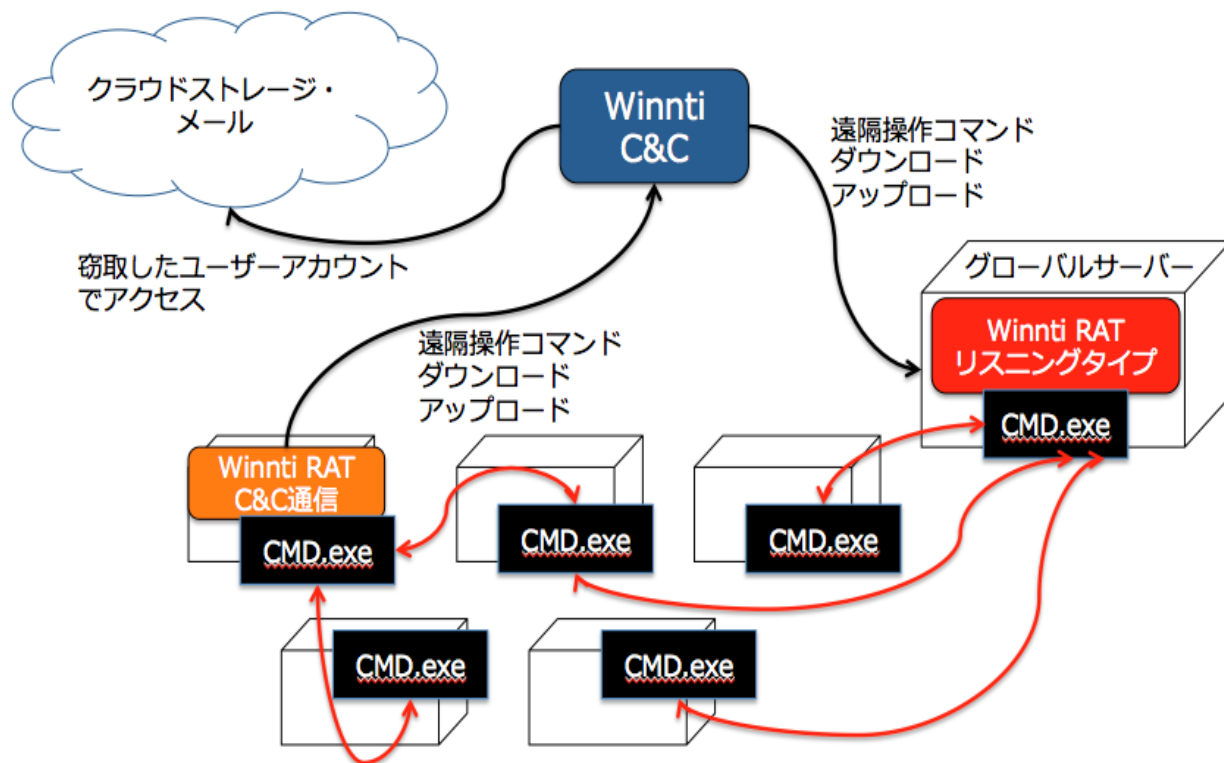 クラウドストレージ・
メール
Winnti
C&C
遠隔操作コマンド
ダウンロード
アップロード
窃取したユーザーアカウント
でアクセス
グローバルサーバー
Winnti RAT
リスニングタイプ
CMD.exe
遠隔操作コマンド
ダウンロード
アップロード
Winnti RAT
C&C通信
CMD.exe
CMD.exe
CMD.exe
CMD.exe
CMD.exe